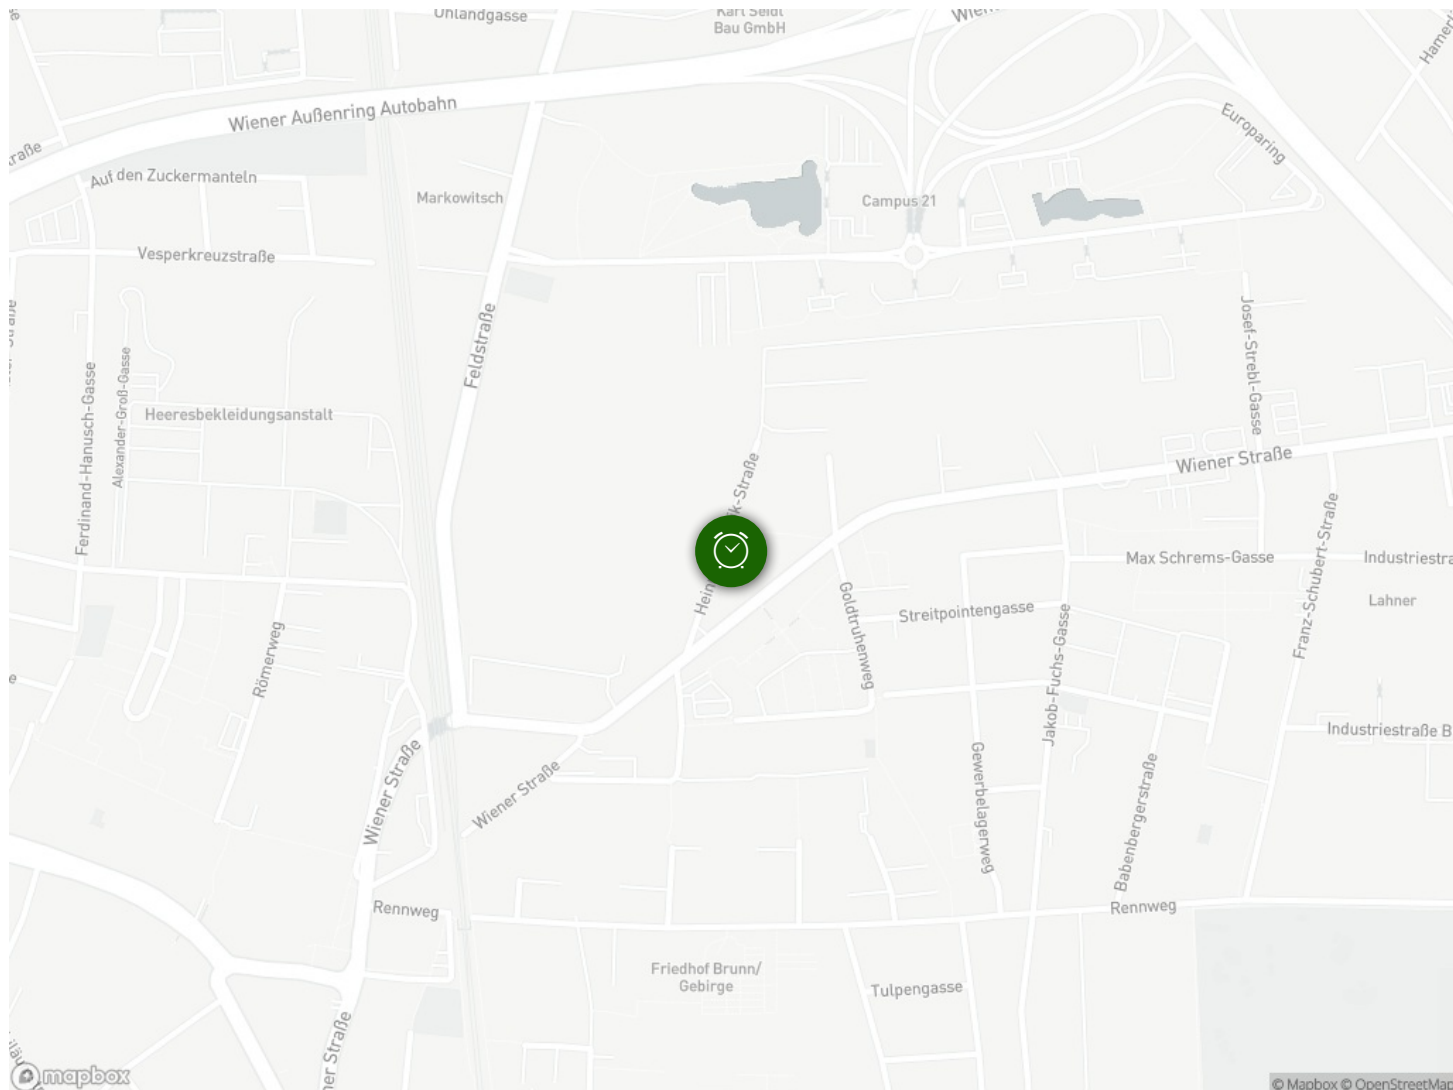 Uhlandgasse
Karl Seidl
Bau GmbH
Wiener Außenring Autobahn
Europaring
Auf den Zuckermanteln
Markowitsch
Campus 21
Vesperkreuzstraße
Feldstraße
Josef-Strebl-Gasse
Ferdinand-Hanusch-Gasse
Alexander-Groß-Gasse
Heeresbekleidungsanstalt
Wiener Straße
Franz-Schubert-Straße
Max Schrems-Gasse
Industriestra
Lahner
Streitpointengasse
Goldtruhenweg
Jakob-Fuchs-Gasse
Römerweg
Industriestraße B
Wiener Straße
Wiener Straße
Gewerbelagerweg
Babenbergerstraße
Rennweg
Rennweg
Friedhof Brunn/
Gebirge
Tulpengasse
ner Straße
mapbox
© Mapbox © OpenStreetMap